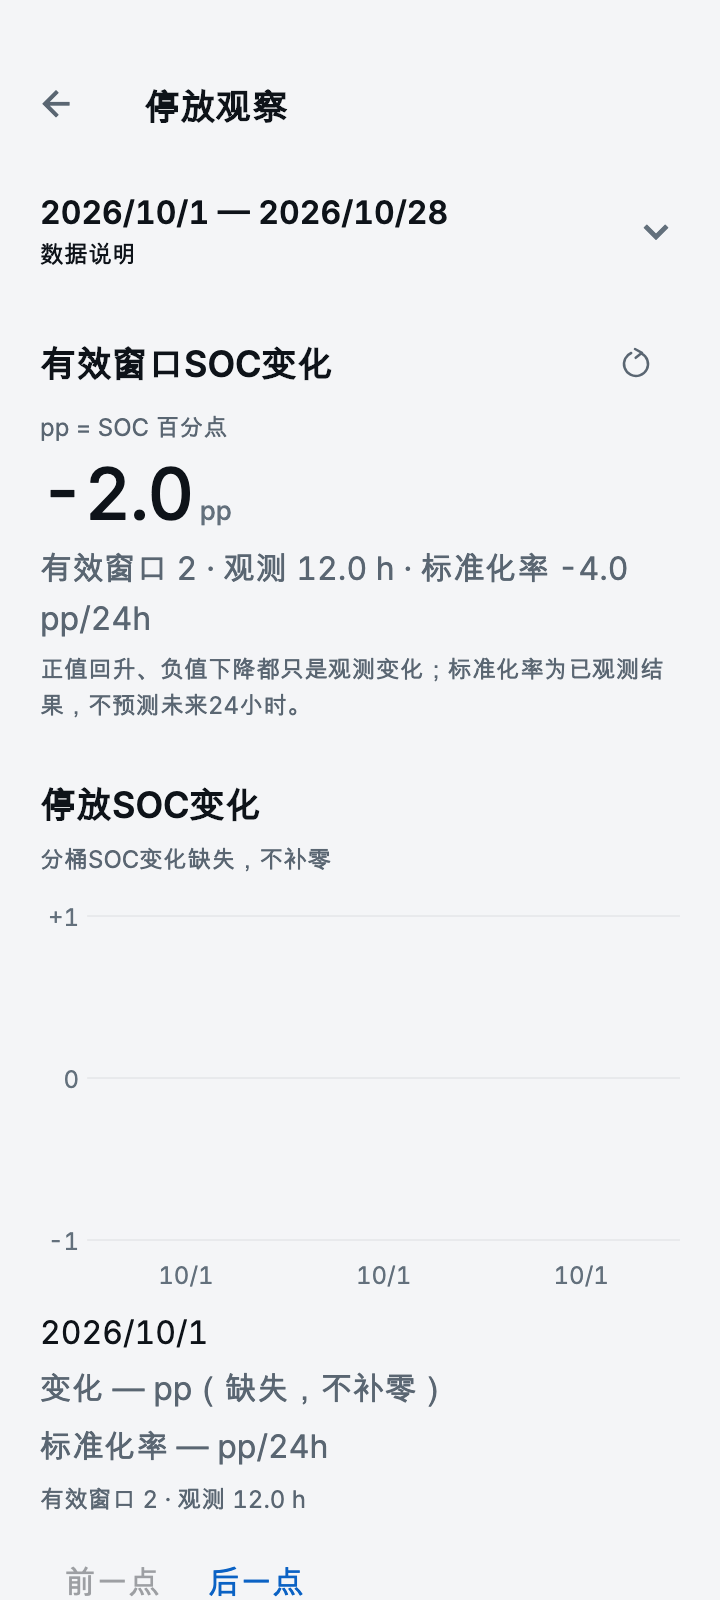 停放观察
2026/10/1 — 2026/10/28
数据说明
有效窗口SOC变化
pp = SOC 百分点
-2.0 pp
有效窗口 2 · 观测 12.0 h · 标准化率 -4.0
pp/24h
正值回升、负值下降都只是观测变化；标准化率为已观测结
果，不预测未来24小时。
停放SOC变化
分桶SOC变化缺失，不补零
+1
0
-1
10/1 10/1 10/1
2026/10/1
变化 — pp（缺失，不补零）
标准化率 — pp/24h
有效窗口 2 · 观测 12.0 h
前一点 后一点